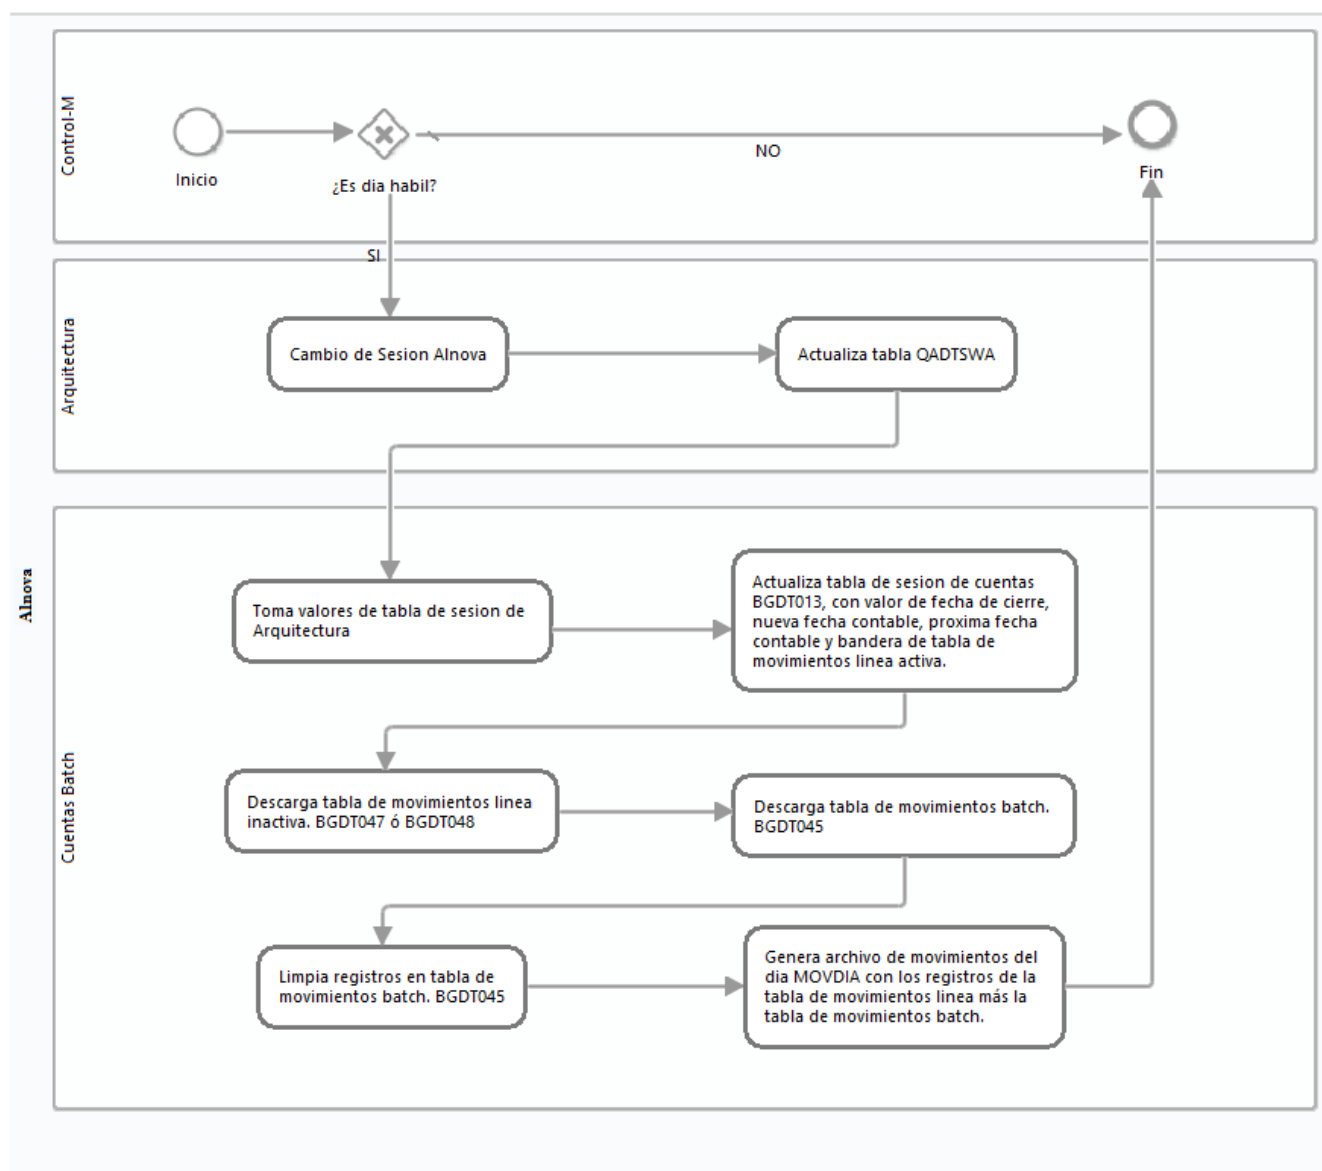 Control-M
Inicio
¿Es dia habil?
NO
Fin
SI
Arquitectura
Cambio de Sesion Alnova
Actualiza tabla QADTSWA
Alnova
Cuentas Batch
Toma valores de tabla de sesion de
Arquitectura
Actualiza tabla de sesion de cuentas
BGDT013, con valor de fecha de cierre,
nueva fecha contable, proxima fecha
contable y bandera de tabla de
movimientos linea activa.
Descarga tabla de movimientos linea
inactiva. BGDT047 ó BGDT048
Descarga tabla de movimientos batch.
BGDT045
Limpia registros en tabla de
movimientos batch. BGDT045
Genera archivo de movimientos del
dia MOVDIA con los registros de la
tabla de movimientos linea más la
tabla de movimientos batch.